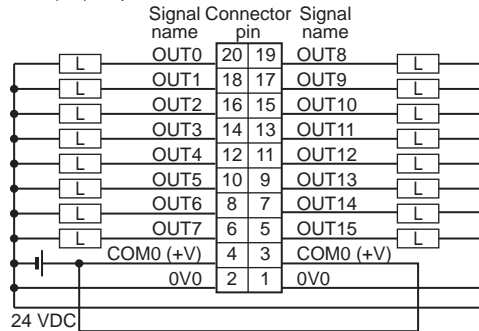 Signal name Connector pin Signal name
OUT0 20 19 OUT8
L L
OUT1 18 17 OUT9
L L
OUT2 16 15 OUT10
L L
OUT3 14 13 OUT11
L L
OUT4 12 11 OUT12
L L
OUT5 10 9 OUT13
L L
OUT6 8 7 OUT14
L L
OUT7 6 5 OUT15
L L
COM0 (+V) 4 3 COM0 (+V)
0V0 2 1 0V0
24 VDC